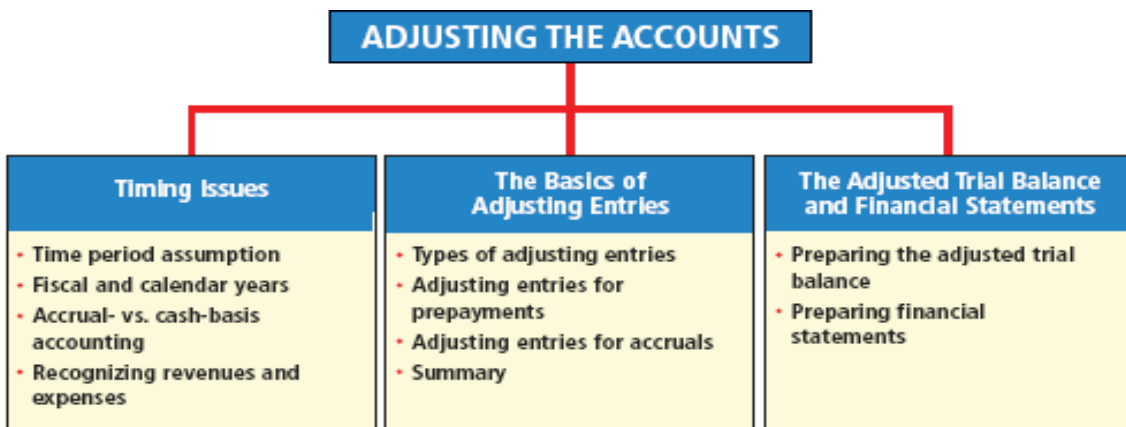 ADJUSTING THE ACCOUNTS
Timing Issues
• Time period assumption
• Fiscal and calendar years
• Accrual- vs. cash-basis
accounting
• Recognizing revenues and
expenses
The Basics of
Adjusting Entries
• Types of adjusting entries
• Adjusting entries for
prepayments
• Adjusting entries for accruals
• Summary
The Adjusted Trial Balance
and Financial Statements
• Preparing the adjusted trial
balance
• Preparing financial
statements